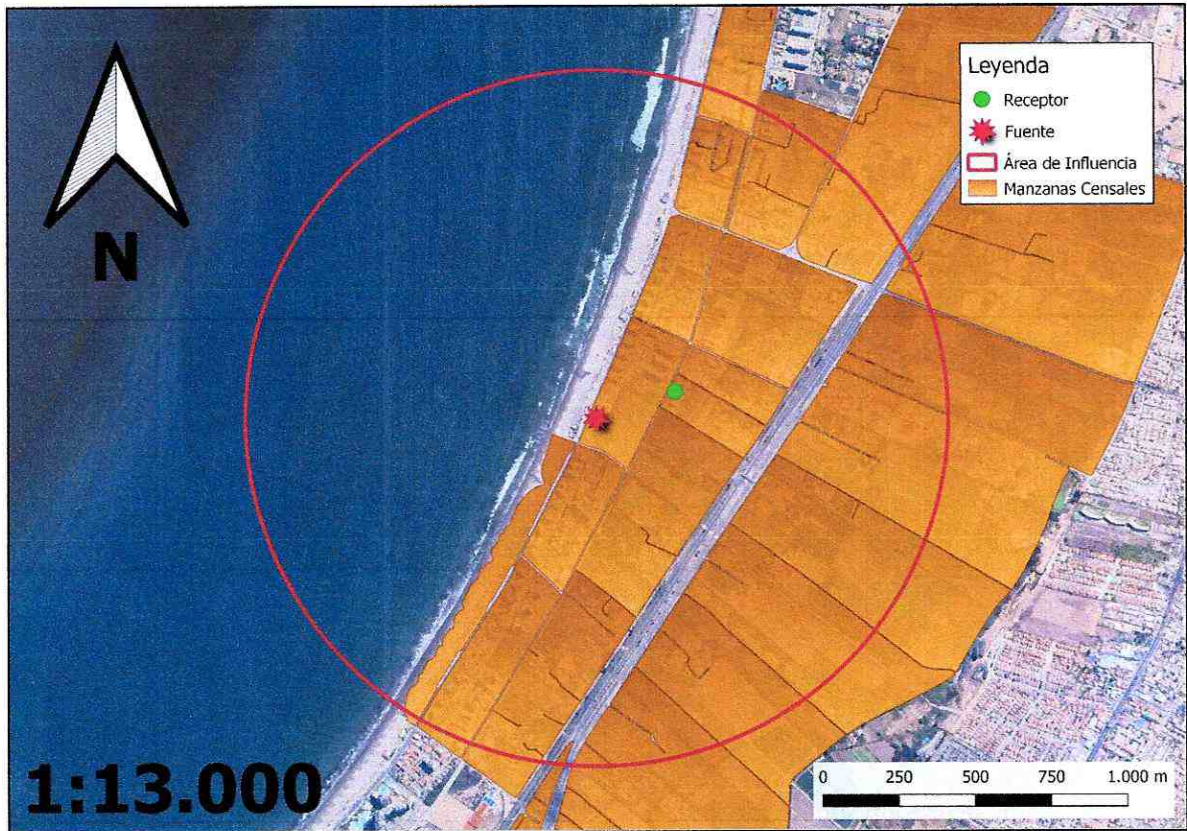 N
Leyenda
Receptor
Fuente
Área de Influencia
Manzanas Censales
1:13.000
0 250 500 750 1.000 m